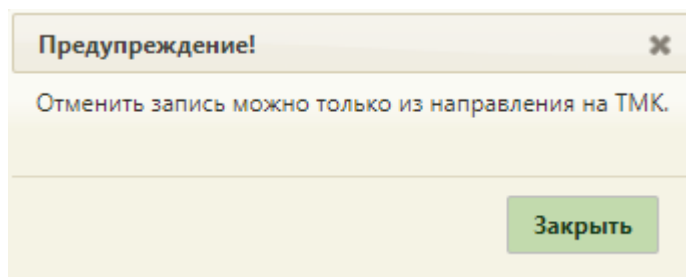 Предупреждение!
Отменить запись можно только из направления на ТМК.
Закрыть